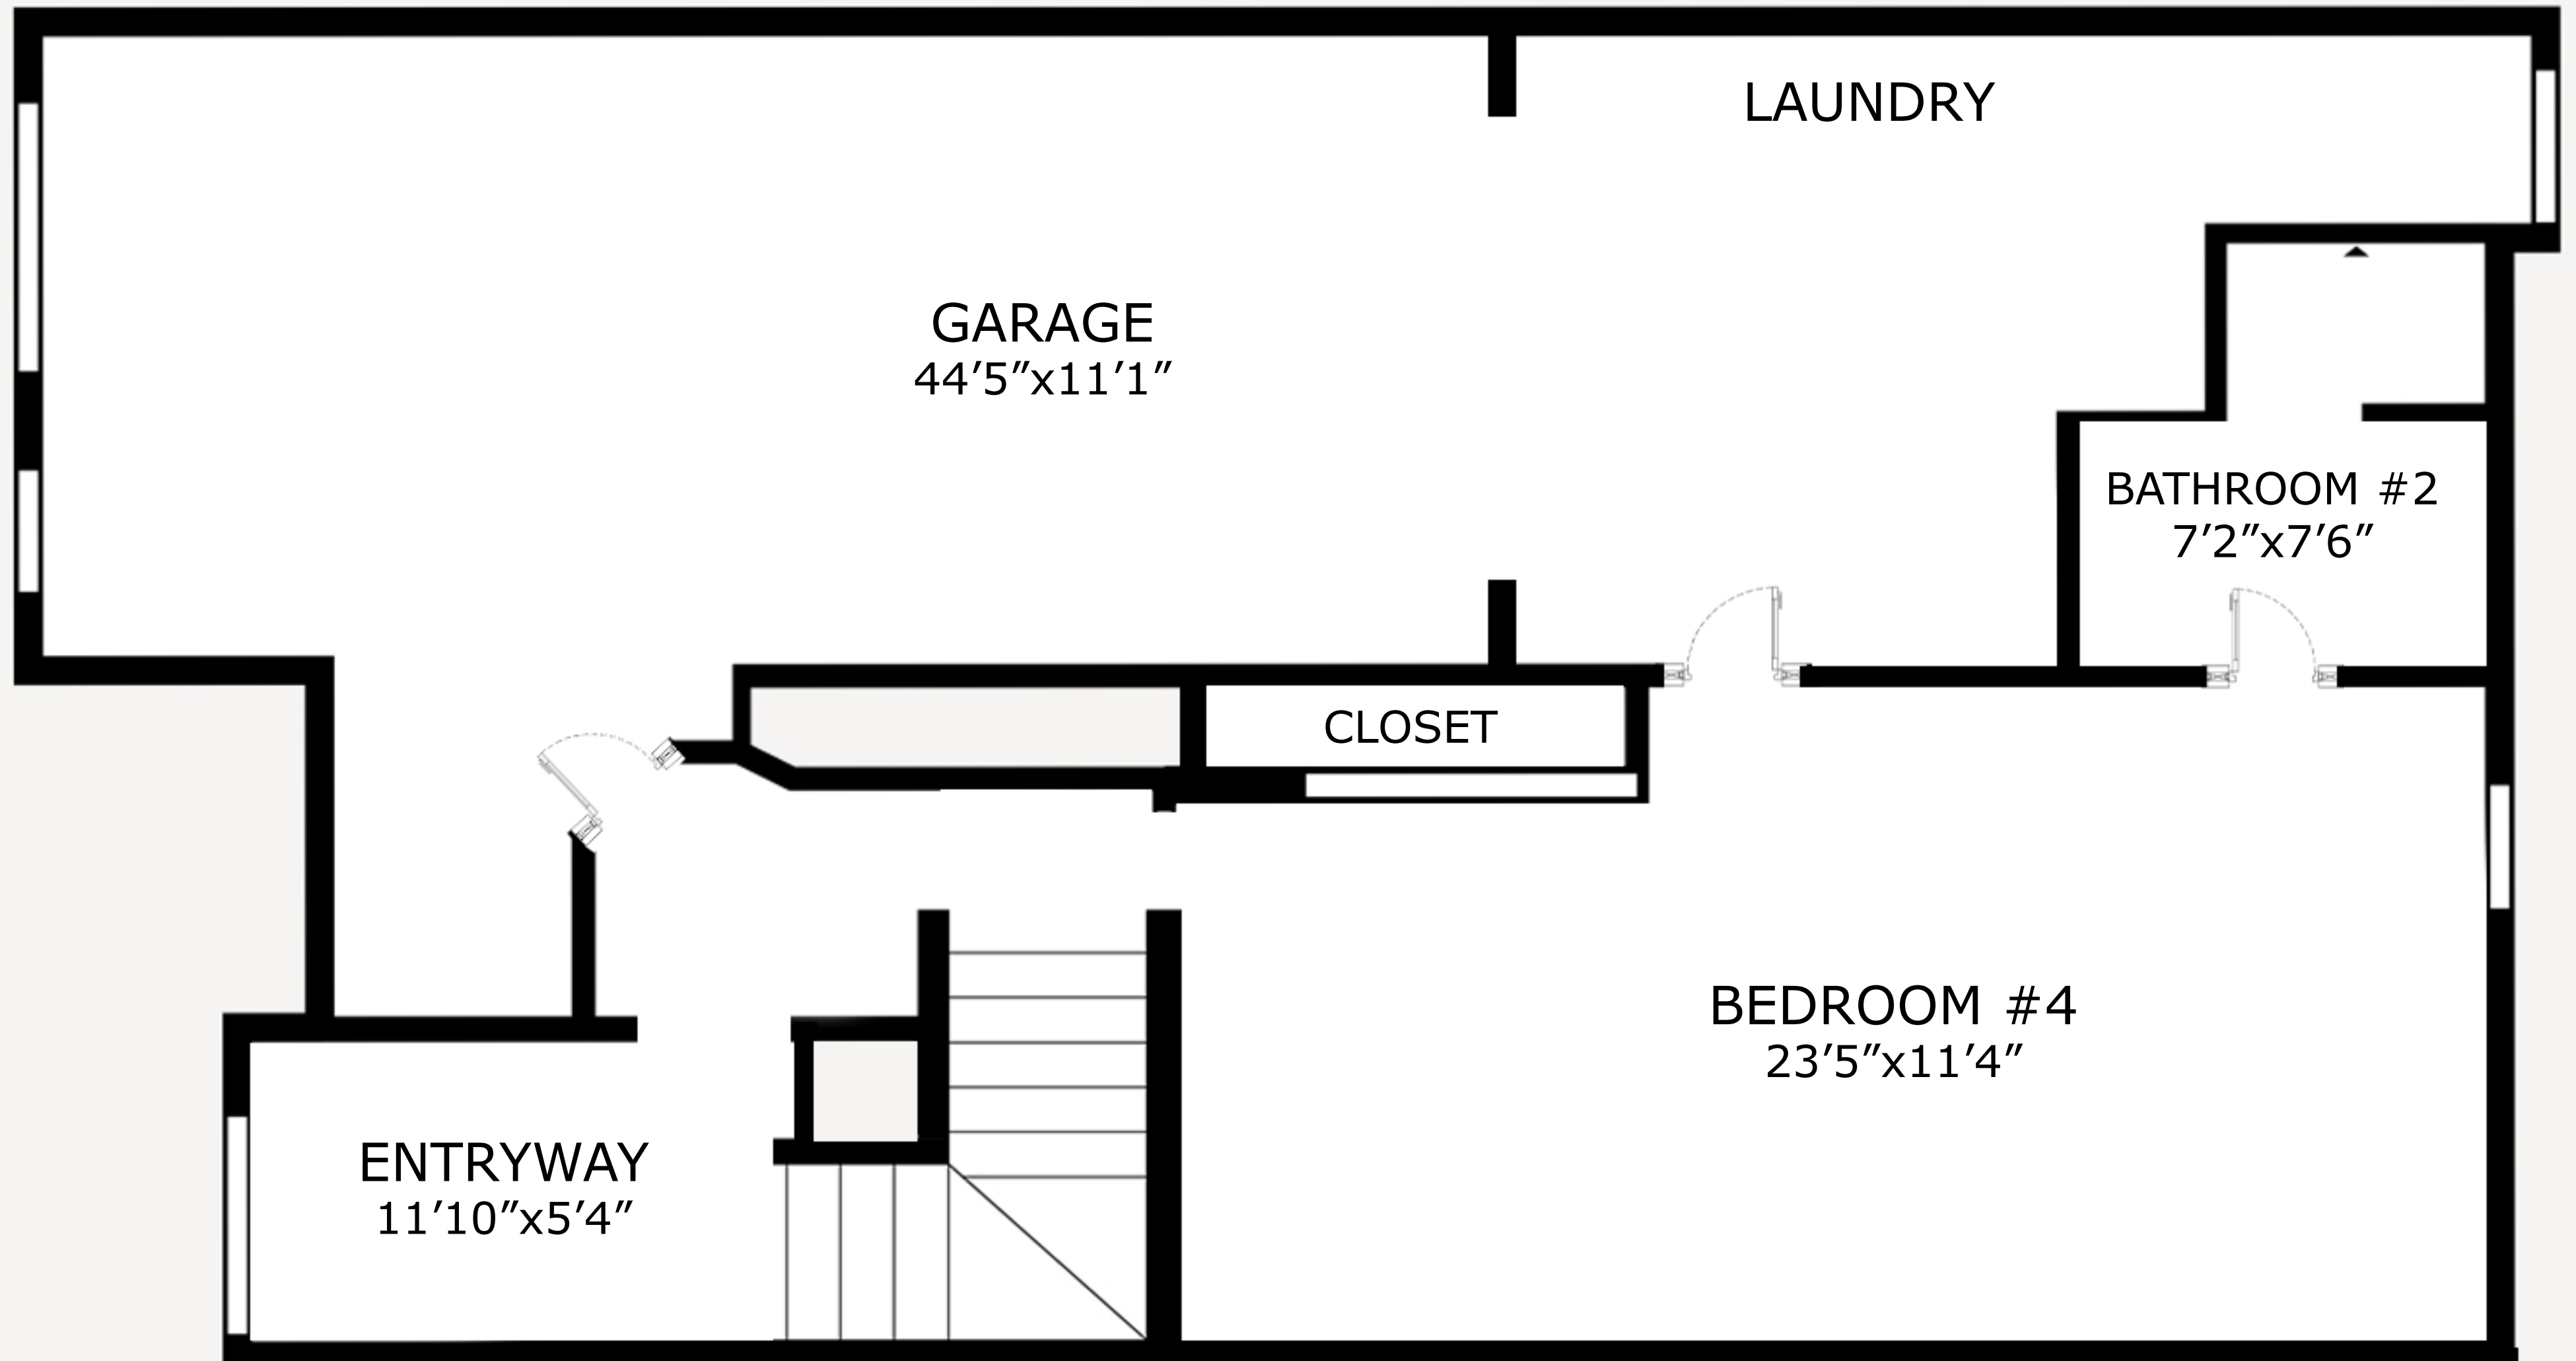 LAUNDRY
GARAGE
44′5″x11′1″
BATHROOM #2
7′2″x7′6″
CLOSET
BEDROOM #4
23′5″x11′4″
ENTRYWAY
11′10″x5′4″